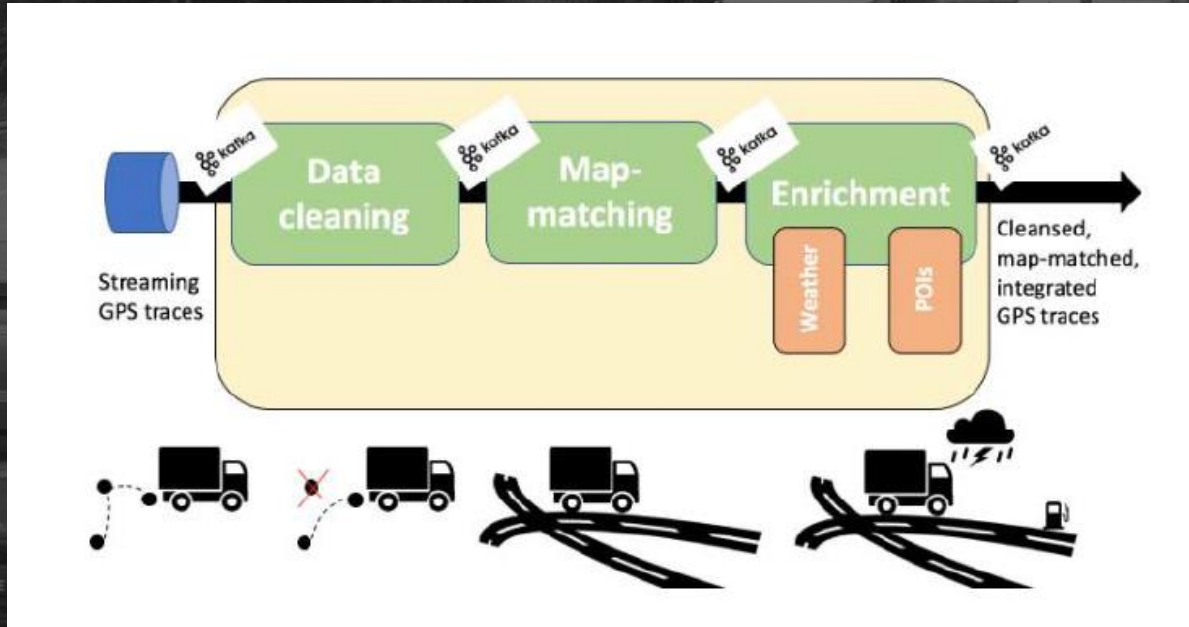 kafka
kafka
kafka
kafka
Data
cleaning
Map-
matching
Enrichment
Weather
POIs
Streaming
GPS traces
Cleansed,
map-matched,
integrated
GPS traces